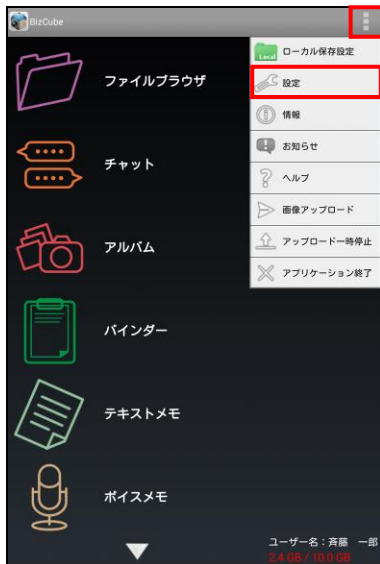 BizCube
ローカル保存設定
Local
設定
情報
お知らせ
ヘルプ
画像アップロード
アップロード一時停止
アプリケーション終了
ファイルブラウザ
チャット
アルバム
バインダー
テキストメモ
ボイスメモ
ユーザー名：斉藤 一郎
2.4 GB / 10.0 GB